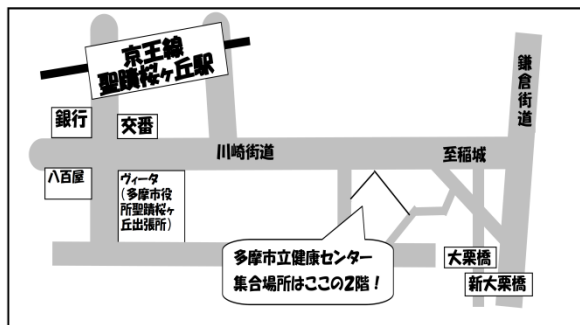 京王線
聖蹟桜ヶ丘駅
鎌倉街道
銀行
交番
川崎街道
至稲城
八百屋
ヴィータ
（多摩市役
所聖蹟桜ヶ
丘出張所）
多摩市立健康センター
集合場所はここの2階！
大栗橋
新大栗橋